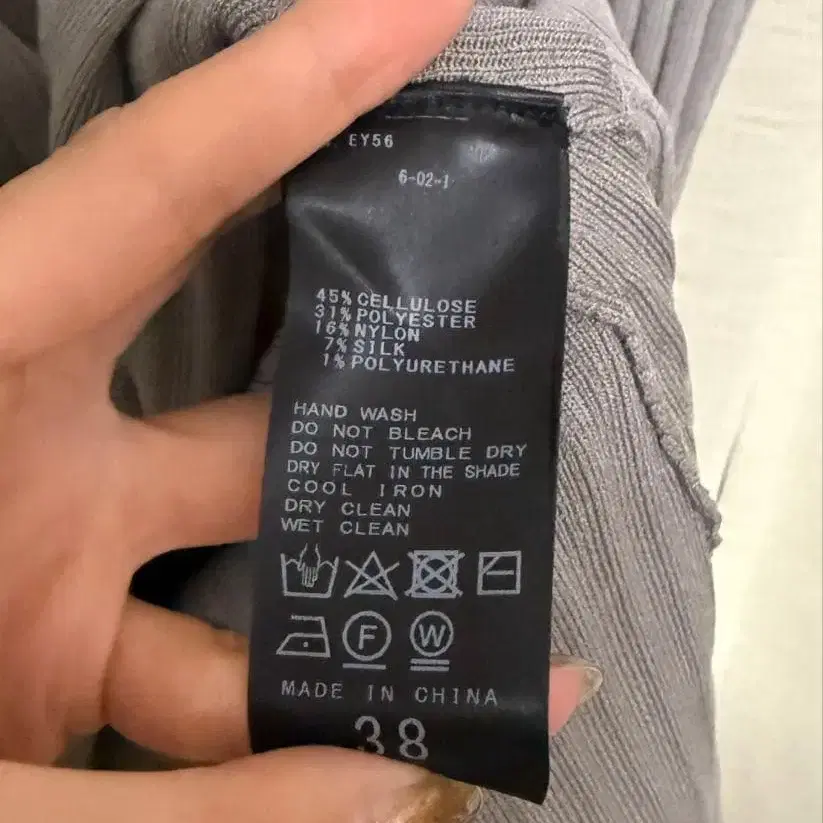 EY56
6-02-1
45% CELLULOSE
31% POLYESTER
16% NYLON
7% SILK
1% POLYURETHANE
HAND WASH
DO NOT BLEACH
DO NOT TUMBLE DRY
DRY FLAT IN THE SHADE
COOL IRON
DRY CLEAN
WET CLEAN
F W
MADE IN CHINA
38